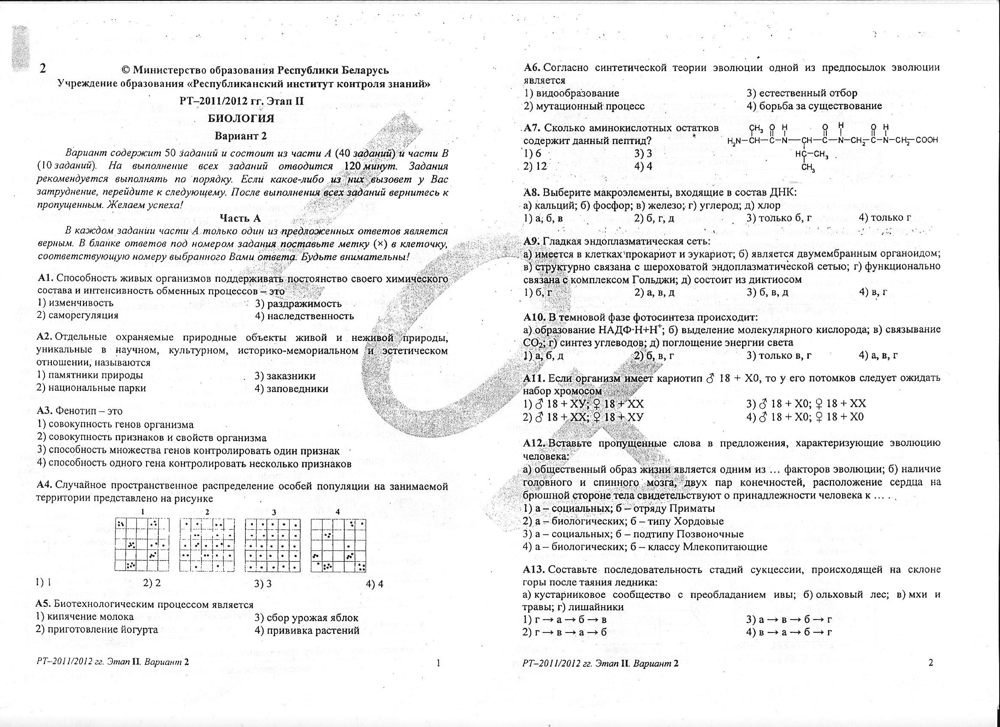 2
© Министерство образования Республики Беларусь
Учреждение образования «Республиканский институт контроля знаний»
РТ–2011/2012 гг. Этап II
БИОЛОГИЯ
Вариант 2
Вариант содержит 50 заданий и состоит из части А (40 заданий) и части В
(10 заданий). На выполнение всех заданий отводится 120 минут. Задания
рекомендуется выполнять по порядку. Если какое-либо из них вызовет у Вас
затруднение, перейдите к следующему. После выполнения всех заданий вернитесь к
пропущенным. Желаем успеха!
Часть А
В каждом задании части А только один из предложенных ответов является
верным. В бланке ответов под номером задания поставьте метку (×) в клеточку,
соответствующую номеру выбранного Вами ответа. Будьте внимательны!
А1. Способность живых организмов поддерживать постоянство своего химического
состава и интенсивность обменных процессов – это
1) изменчивость 3) раздражимость
2) саморегуляция 4) наследственность
А2. Отдельные охраняемые природные объекты живой и неживой природы,
уникальные в научном, культурном, историко-мемориальном и эстетическом
отношении, называются
1) памятники природы 3) заказники
2) национальные парки 4) заповедники
А3. Фенотип – это
1) совокупность генов организма
2) совокупность признаков и свойств организма
3) способность множества генов контролировать один признак
4) способность одного гена контролировать несколько признаков
А4. Случайное пространственное распределение особей популяции на занимаемой
территории представлено на рисунке
1 2 3 4
1) 1 2) 2 3) 3 4) 4
А5. Биотехнологическим процессом является
1) кипячение молока 3) сбор урожая яблок
2) приготовление йогурта 4) прививка растений
РТ–2011/2012 гг. Этап II. Вариант 2 1
А6. Согласно синтетической теории эволюции одной из предпосылок эволюции
является
1) видообразование 3) естественный отбор
2) мутационный процесс 4) борьба за существование
А7. Сколько аминокислотных остатков
содержит данный пептид?
1) 6 3) 3
2) 12 4) 4
CH₃ O H O H O H
H₂N–CH–C–N–CH–C–N–CH₂–C–N–CH₂–COOH
HC–CH₃
CH₃
А8. Выберите макроэлементы, входящие в состав ДНК:
а) кальций; б) фосфор; в) железо; г) углерод; д) хлор
1) а, б, в 2) б, г, д 3) только б, г 4) только г
А9. Гладкая эндоплазматическая сеть:
а) имеется в клетках прокариот и эукариот; б) является двумембранным органоидом;
в) структурно связана с шероховатой эндоплазматической сетью; г) функционально
связана с комплексом Гольджи; д) состоит из диктиосом
1) б, г 2) а, в, д 3) б, в, д 4) в, г
А10. В темновой фазе фотосинтеза происходит:
а) образование НАДФ·Н+Н⁺; б) выделение молекулярного кислорода; в) связывание
СО₂; г) синтез углеводов; д) поглощение энергии света
1) а, б, д 2) б, в, г 3) только в, г 4) а, в, г
А11. Если организм имеет кариотип ♂ 18 + Х0, то у его потомков следует ожидать
набор хромосом
1) ♂ 18 + ХУ; ♀ 18 + ХХ 3) ♂ 18 + Х0; ♀ 18 + ХХ
2) ♂ 18 + ХХ; ♀ 18 + ХУ 4) ♂ 18 + Х0; ♀ 18 + Х0
А12. Вставьте пропущенные слова в предложения, характеризующие эволюцию
человека:
а) общественный образ жизни является одним из … факторов эволюции; б) наличие
головного и спинного мозга, двух пар конечностей, расположение сердца на
брюшной стороне тела свидетельствуют о принадлежности человека к … .
1) а – социальных; б – отряду Приматы
2) а – биологических; б – типу Хордовые
3) а – социальных; б – подтипу Позвоночные
4) а – биологических; б – классу Млекопитающие
А13. Составьте последовательность стадий сукцессии, происходящей на склоне
горы после таяния ледника:
а) кустарниковое сообщество с преобладанием ивы; б) ольховый лес; в) мхи и
травы; г) лишайники
1) г → а → б → в 3) а → в → б → г
2) г → в → а → б 4) в → а → б → г
РТ–2011/2012 гг. Этап II. Вариант 2 2